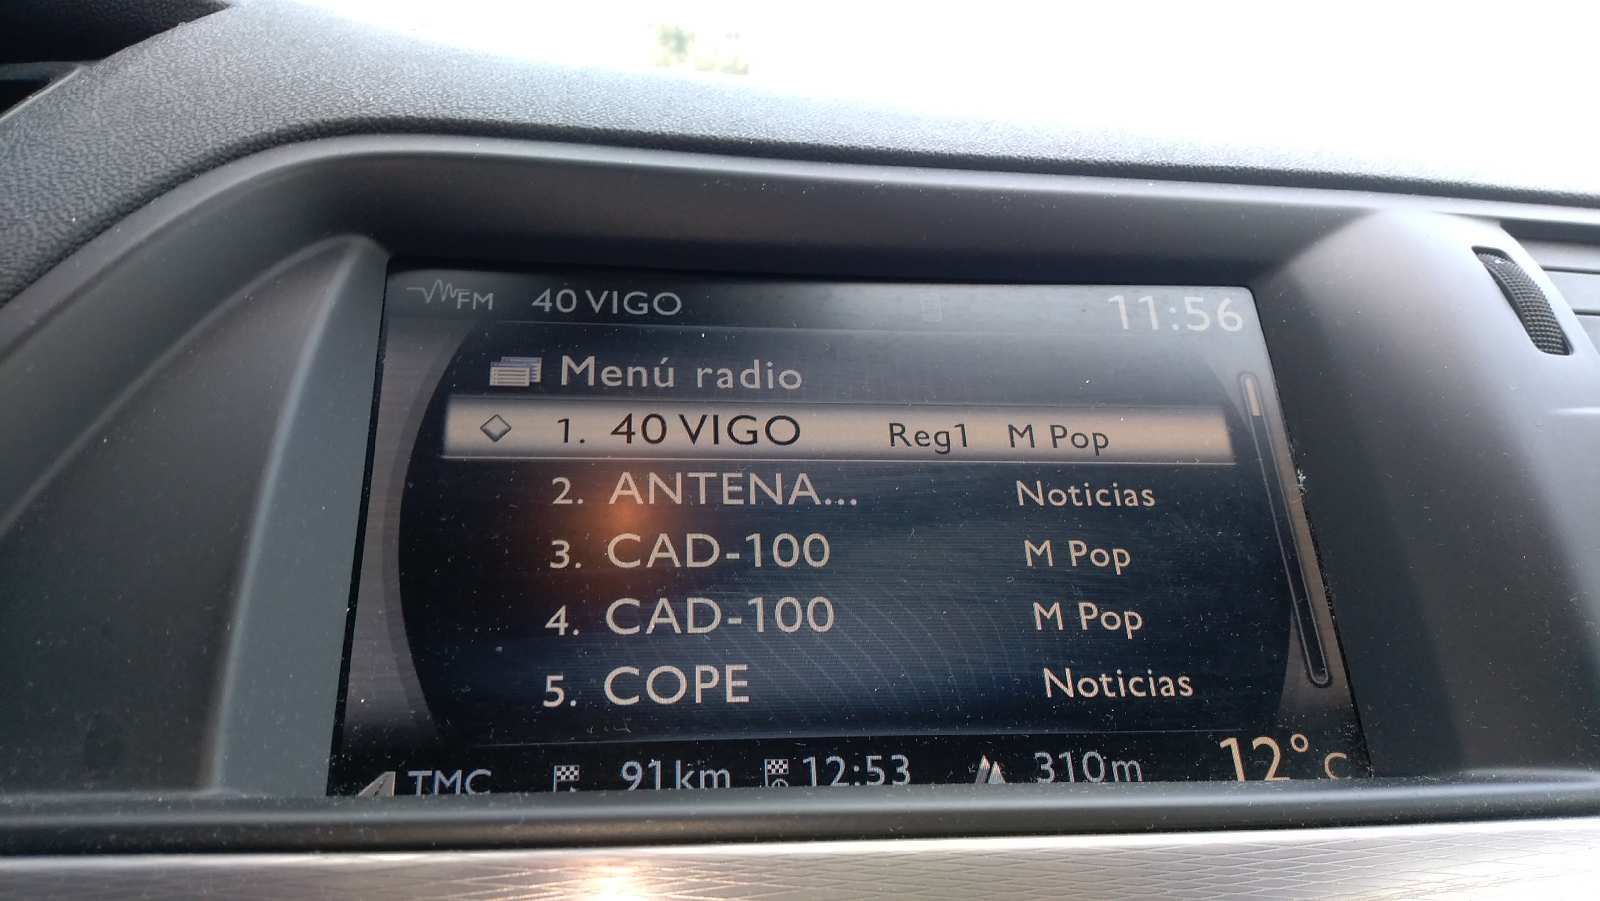 FM 40 VIGO 11:56
Menú radio
1. 40 VIGO Reg1 M Pop
2. ANTENA... Noticias
3. CAD-100 M Pop
4. CAD-100 M Pop
5. COPE Noticias
TMC 91km 12:53 310m 12°C